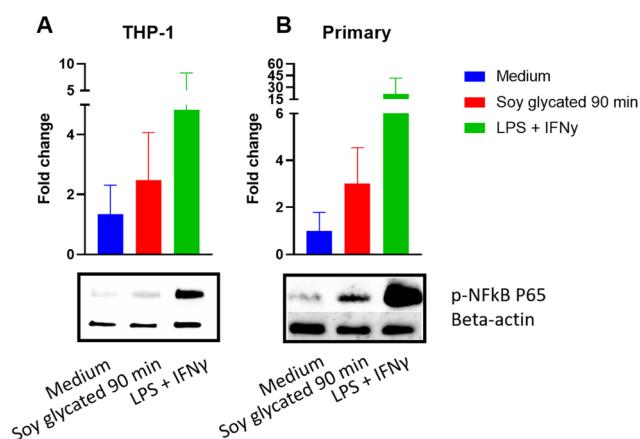 A
THP-1
B
Primary
Fold change
10
5
4
2
0
Fold change
60
45
30
15
6
4
2
0
Medium
Soy glycated 90 min
LPS + IFNγ
p-NFkB P65
Beta-actin
Medium
Soy glycated 90 min
LPS + IFNγ
Medium
Soy glycated 90 min
LPS + IFNγ